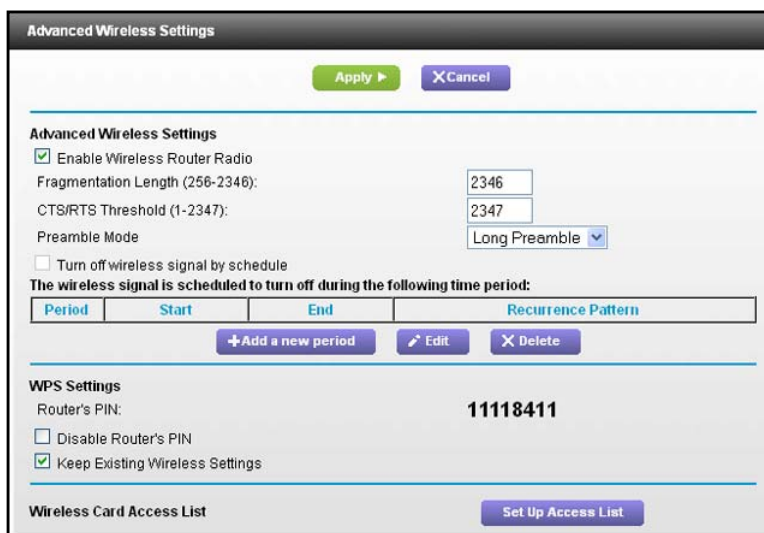 Advanced Wireless Settings
Apply
Cancel
Advanced Wireless Settings
Enable Wireless Router Radio
Fragmentation Length (256-2346): 2346
CTS/RTS Threshold (1-2347): 2347
Preamble Mode Long Preamble
Turn off wireless signal by schedule
The wireless signal is scheduled to turn off during the following time period:
Period Start End Recurrence Pattern
+Add a new period Edit X Delete
WPS Settings
Router's PIN: 11118411
Disable Router's PIN
Keep Existing Wireless Settings
Wireless Card Access List Set Up Access List